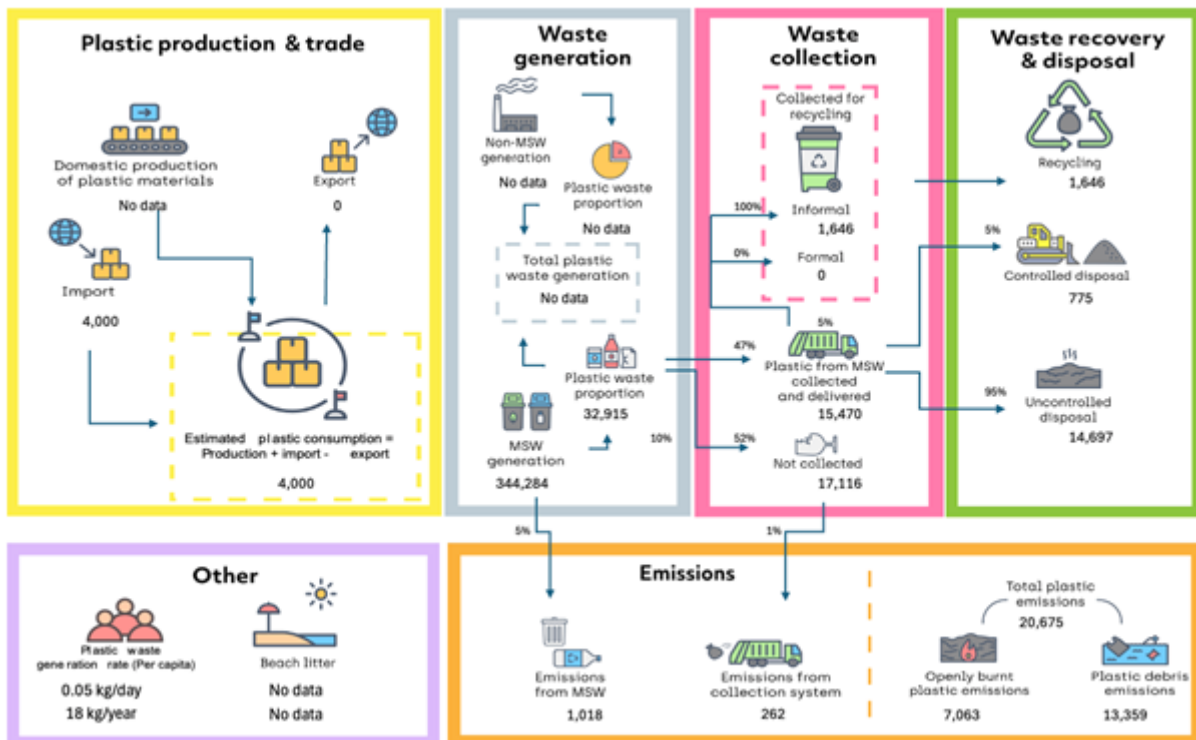 Plastic production & trade
Domestic production
of plastic materials
No data
Export
0
Import
4,000
Estimated plastic consumption =
Production + import - export
4,000
Waste
generation
Non-MSW
generation
No data
Plastic waste
proportion
No data
Total plastic
waste generation
No data
Plastic waste
proportion
32,915
MSW
generation
344,284
10%
Waste
collection
Collected for
recycling
100%
Informal
1,646
0%
Formal
0
5%
47%
Plastic from MSW
collected
and delivered
15,470
52%
Not collected
17,116
Waste recovery
& disposal
Recycling
1,646
5%
Controlled disposal
775
95%
Uncontrolled
disposal
14,697
Other
Plastic waste
gene ration rate (Per capita)
0.05 kg/day
18 kg/year
Beach litter
No data
No data
Emissions
5%
Emissions
from MSW
1,018
1%
Emissions from
collection system
262
Total plastic
emissions
20,675
Openly burnt
plastic emissions
7,063
Plastic debris
emissions
13,359